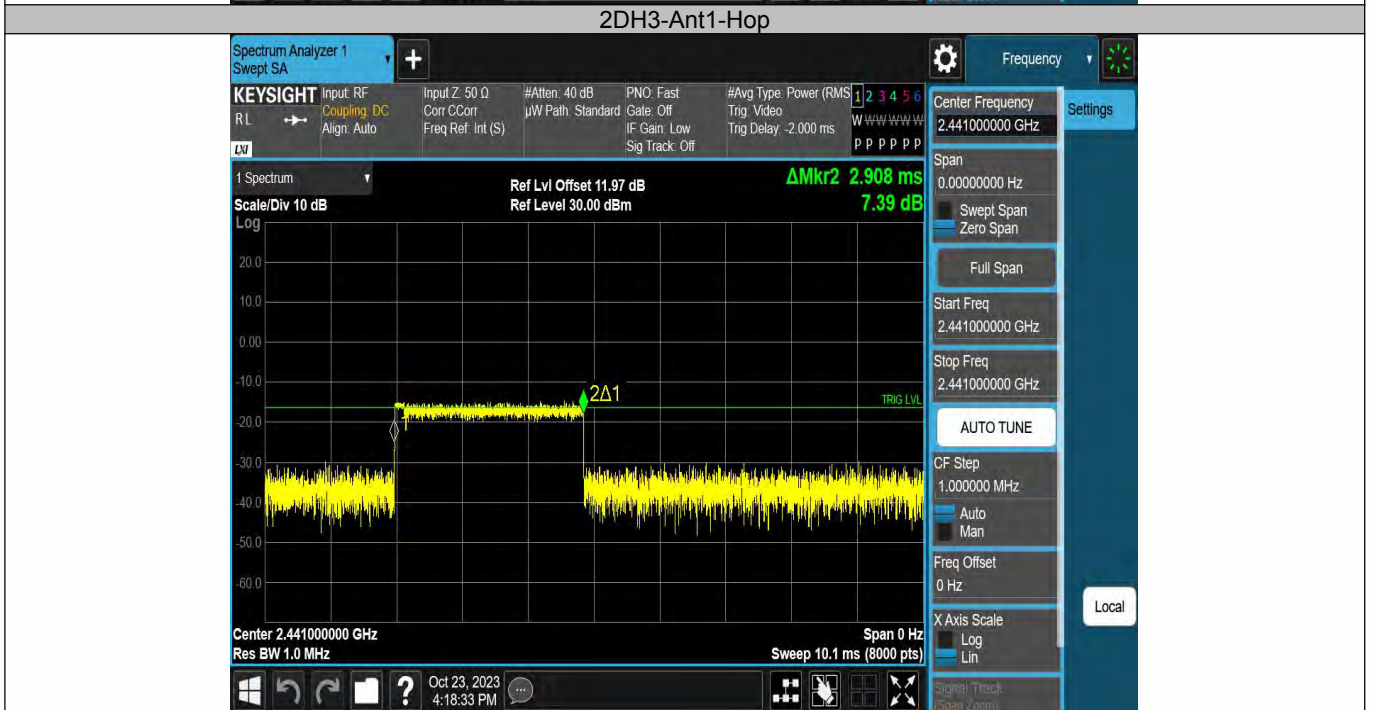 2DH3-Ant1-Hop
Spectrum Analyzer 1
Swept SA
Frequency
KEYSIGHT
RL
LXI
Input: RF
Coupling: DC
Align: Auto
Input Z: 50 Ω
Corr CCorr
Freq Ref: Int (S)
#Atten: 40 dB
µW Path: Standard
PNO: Fast
Gate: Off
IF Gain: Low
Sig Track: Off
#Avg Type: Power (RMS
Trig: Video
Trig Delay: -2.000 ms
1 2 3 4 5 6
W W W W W W
P P P P P P
Center Frequency
2.441000000 GHz
Settings
Span
0.00000000 Hz
Swept Span
Zero Span
Full Span
Start Freq
2.441000000 GHz
Stop Freq
2.441000000 GHz
AUTO TUNE
CF Step
1.000000 MHz
Auto
Man
Freq Offset
0 Hz
X Axis Scale
Log
Lin
Signal Track
(Span Zoom)
Local
1 Spectrum
Scale/Div 10 dB
Log
Ref Lvl Offset 11.97 dB
Ref Level 30.00 dBm
ΔMkr2 2.908 ms
7.39 dB
20.0
10.0
0.00
-10.0
2Δ1
TRIG LVL
-20.0
-30.0
-40.0
-50.0
-60.0
Center 2.441000000 GHz
Res BW 1.0 MHz
Span 0 Hz
Sweep 10.1 ms (8000 pts)
Oct 23, 2023
4:18:33 PM